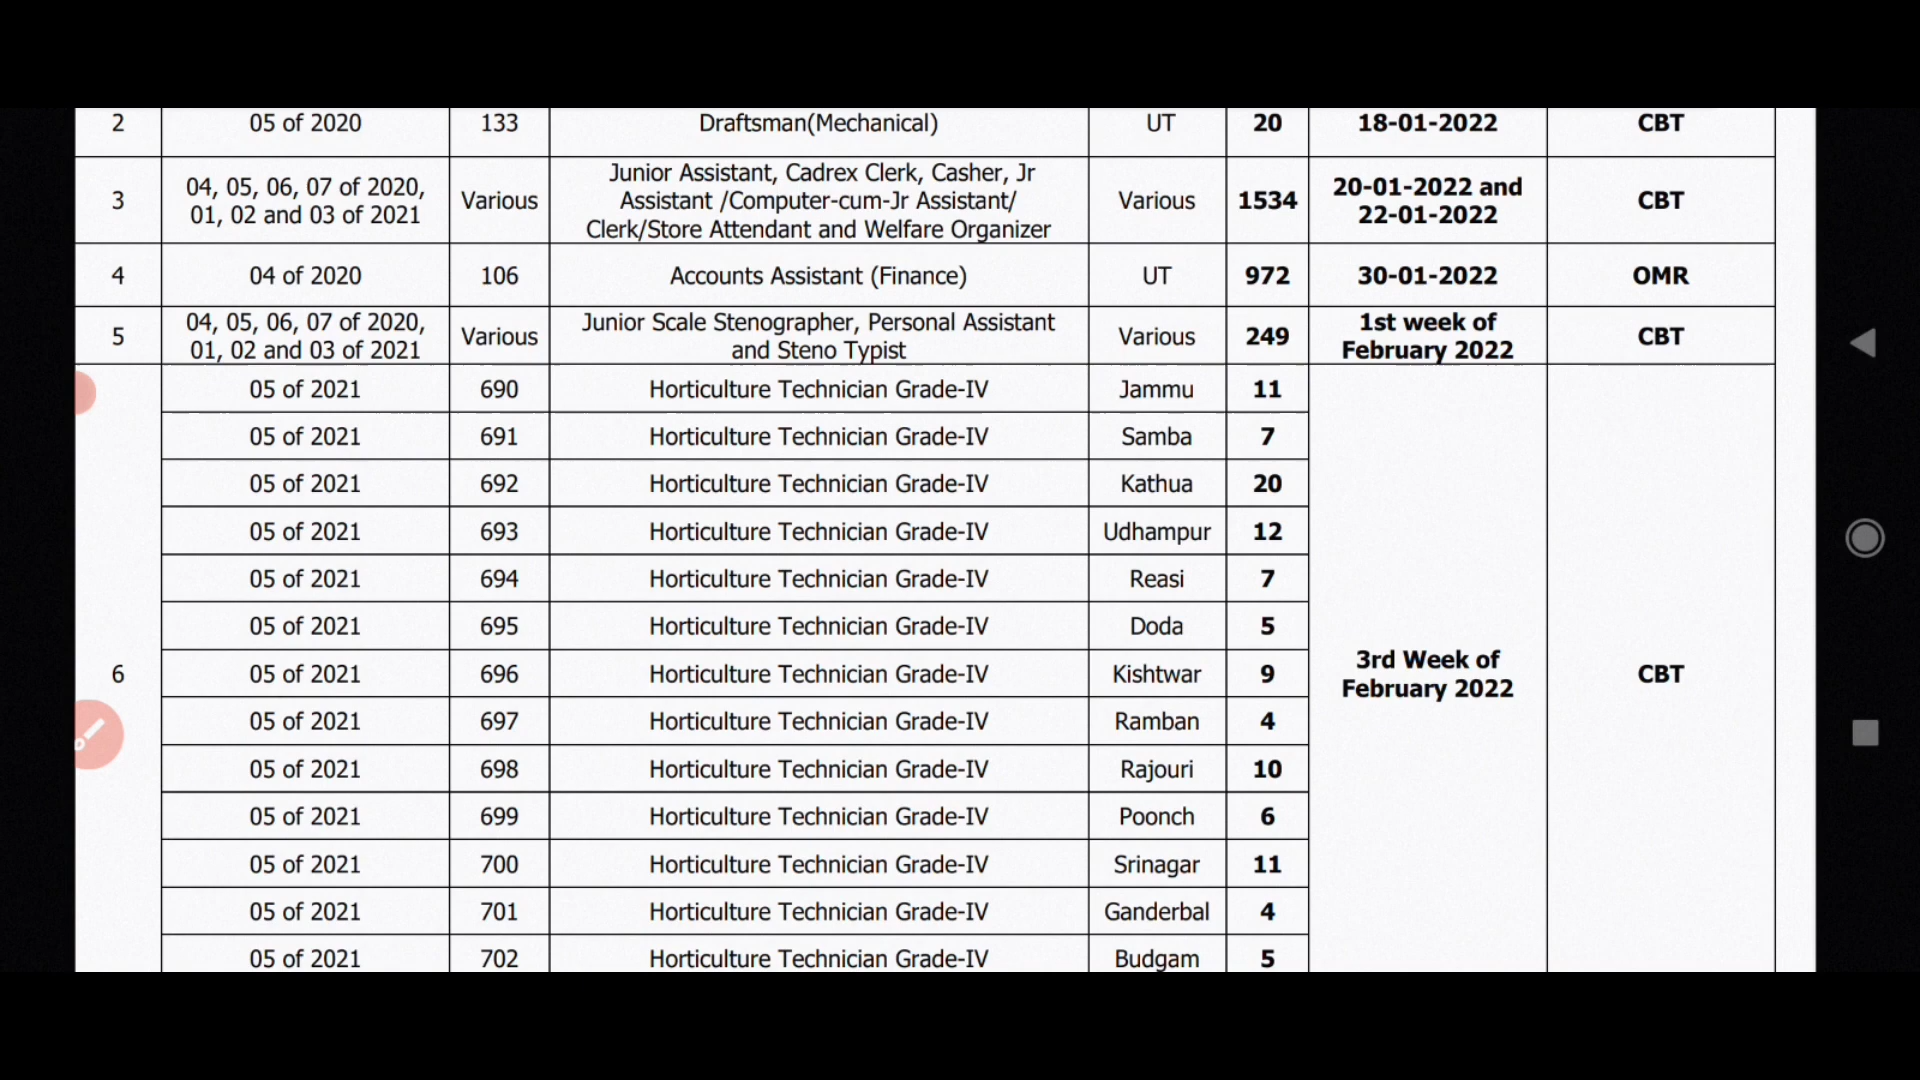 2 05 of 2020 133 Draftsman(Mechanical) UT 20 18-01-2022 CBT
3 04, 05, 06, 07 of 2020, 01, 02 and 03 of 2021 Various Junior Assistant, Cadrex Clerk, Casher, Jr Assistant /Computer-cum-Jr Assistant/ Clerk/Store Attendant and Welfare Organizer Various 1534 20-01-2022 and 22-01-2022 CBT
4 04 of 2020 106 Accounts Assistant (Finance) UT 972 30-01-2022 OMR
5 04, 05, 06, 07 of 2020, 01, 02 and 03 of 2021 Various Junior Scale Stenographer, Personal Assistant and Steno Typist Various 249 1st week of February 2022 CBT
05 of 2021 690 Horticulture Technician Grade-IV Jammu 11
05 of 2021 691 Horticulture Technician Grade-IV Samba 7
05 of 2021 692 Horticulture Technician Grade-IV Kathua 20
05 of 2021 693 Horticulture Technician Grade-IV Udhampur 12
05 of 2021 694 Horticulture Technician Grade-IV Reasi 7
05 of 2021 695 Horticulture Technician Grade-IV Doda 5
6 05 of 2021 696 Horticulture Technician Grade-IV Kishtwar 9 3rd Week of February 2022 CBT
05 of 2021 697 Horticulture Technician Grade-IV Ramban 4
05 of 2021 698 Horticulture Technician Grade-IV Rajouri 10
05 of 2021 699 Horticulture Technician Grade-IV Poonch 6
05 of 2021 700 Horticulture Technician Grade-IV Srinagar 11
05 of 2021 701 Horticulture Technician Grade-IV Ganderbal 4
05 of 2021 702 Horticulture Technician Grade-IV Budgam 5